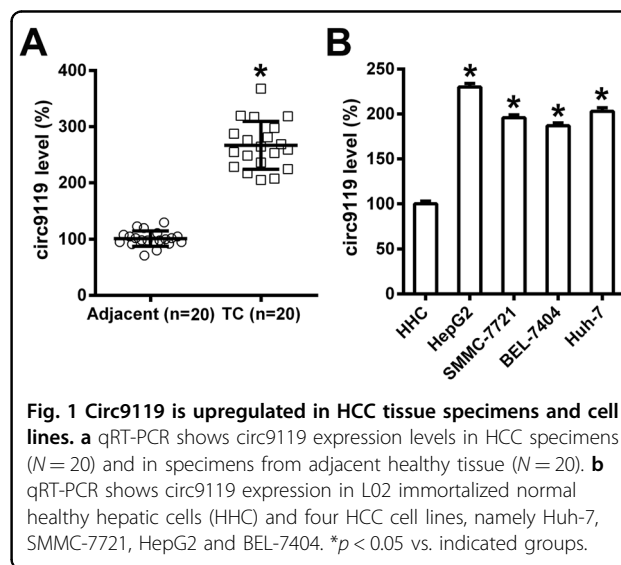 A
circ9119 level (%)
400
300
200
100
0
*
Adjacent (n=20) TC (n=20)
B
circ9119 level (%)
250
200
150
100
50
0
* * * *
HHC
HepG2
SMMC-7721
BEL-7404
Huh-7
Fig. 1 Circ9119 is upregulated in HCC tissue specimens and cell
lines. a qRT-PCR shows circ9119 expression levels in HCC specimens
(N = 20) and in specimens from adjacent healthy tissue (N = 20). b
qRT-PCR shows circ9119 expression in L02 immortalized normal
healthy hepatic cells (HHC) and four HCC cell lines, namely Huh-7,
SMMC-7721, HepG2 and BEL-7404. *p < 0.05 vs. indicated groups.